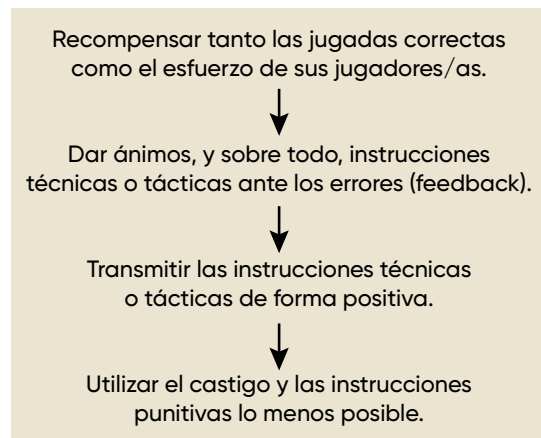 Recompensar tanto las jugadas correctas
como el esfuerzo de sus jugadores/as.
Dar ánimos, y sobre todo, instrucciones
técnicas o tácticas ante los errores (feedback).
Transmitir las instrucciones técnicas
o tácticas de forma positiva.
Utilizar el castigo y las instrucciones
punitivas lo menos posible.